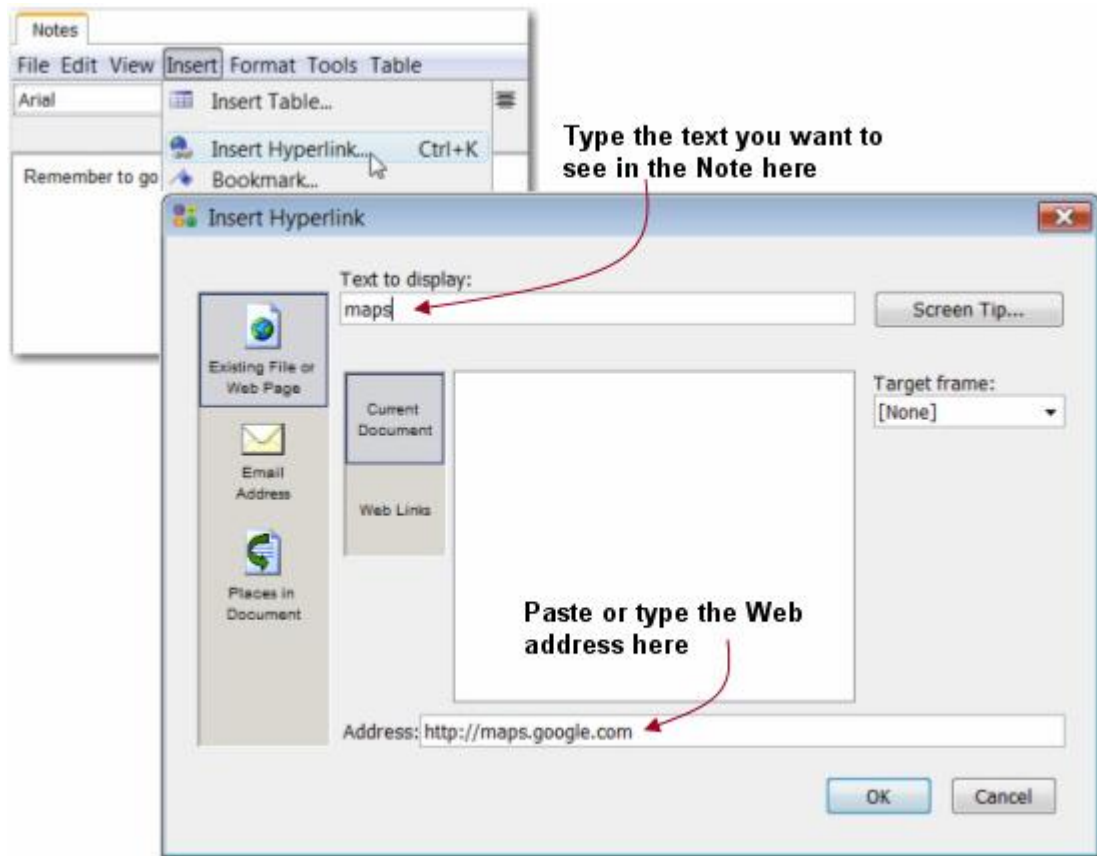 Notes
File Edit View Insert Format Tools Table
Arial
Insert Table...
Insert Hyperlink... Ctrl+K
Bookmark...
Remember to go
Type the text you want to
see in the Note here
Insert Hyperlink
Text to display:
maps
Screen Tip...
Existing File or
Web Page
Current
Document
Target frame:
[None]
Email
Address
Web Links
Places in
Document
Paste or type the Web
address here
Address: http://maps.google.com
OK Cancel